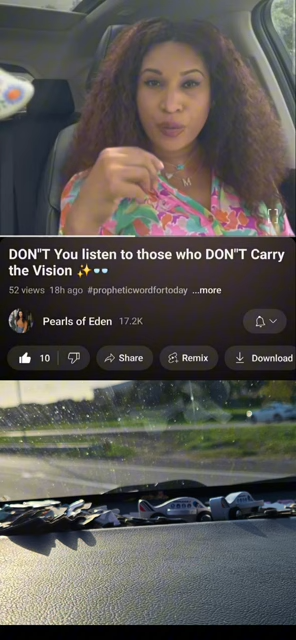 M
DON"T You listen to those who DON"T Carry
the Vision ✨👓
52 views 18h ago #propheticwordfortoday ...more
Pearls of Eden 17.2K
10 Share Remix Download